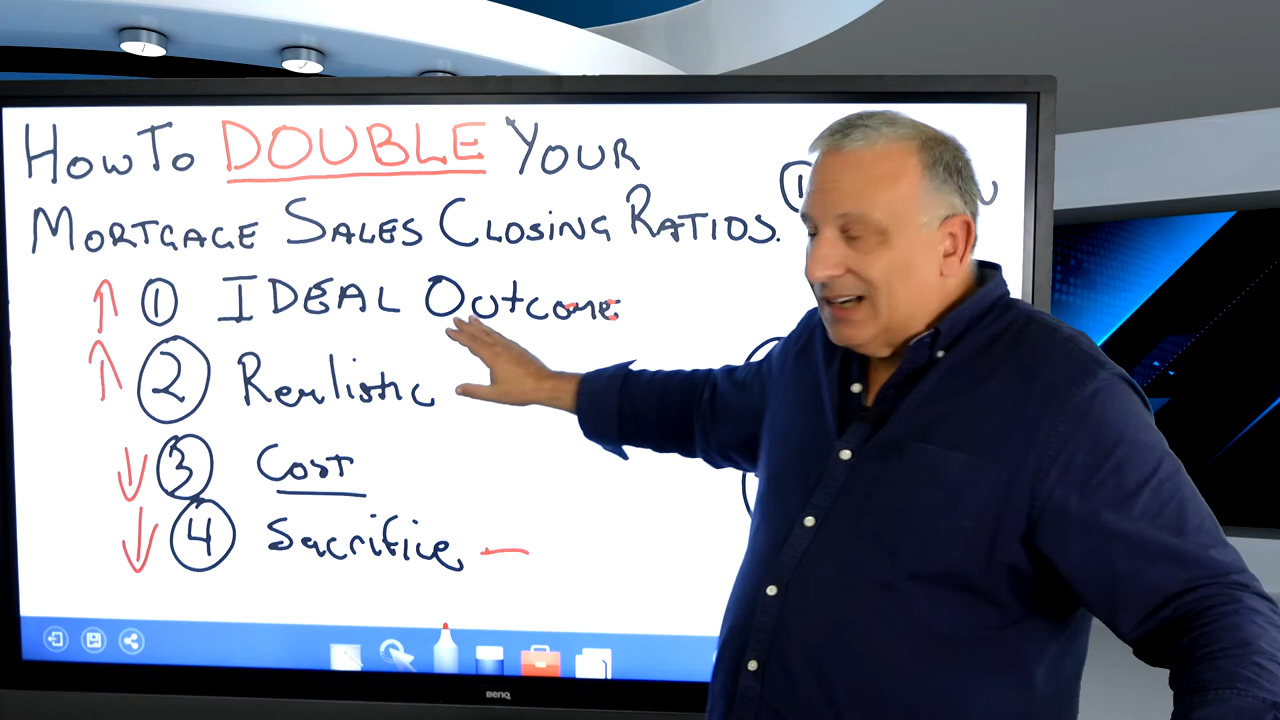 HOW TO DOUBLE YOUR
MORTGAGE SALES CLOSING RATIOS.
↑ ① IDEAL Outcome
↑ ② Realistic
↓ ③ Cost
↓ ④ Sacrifice —
BenQ